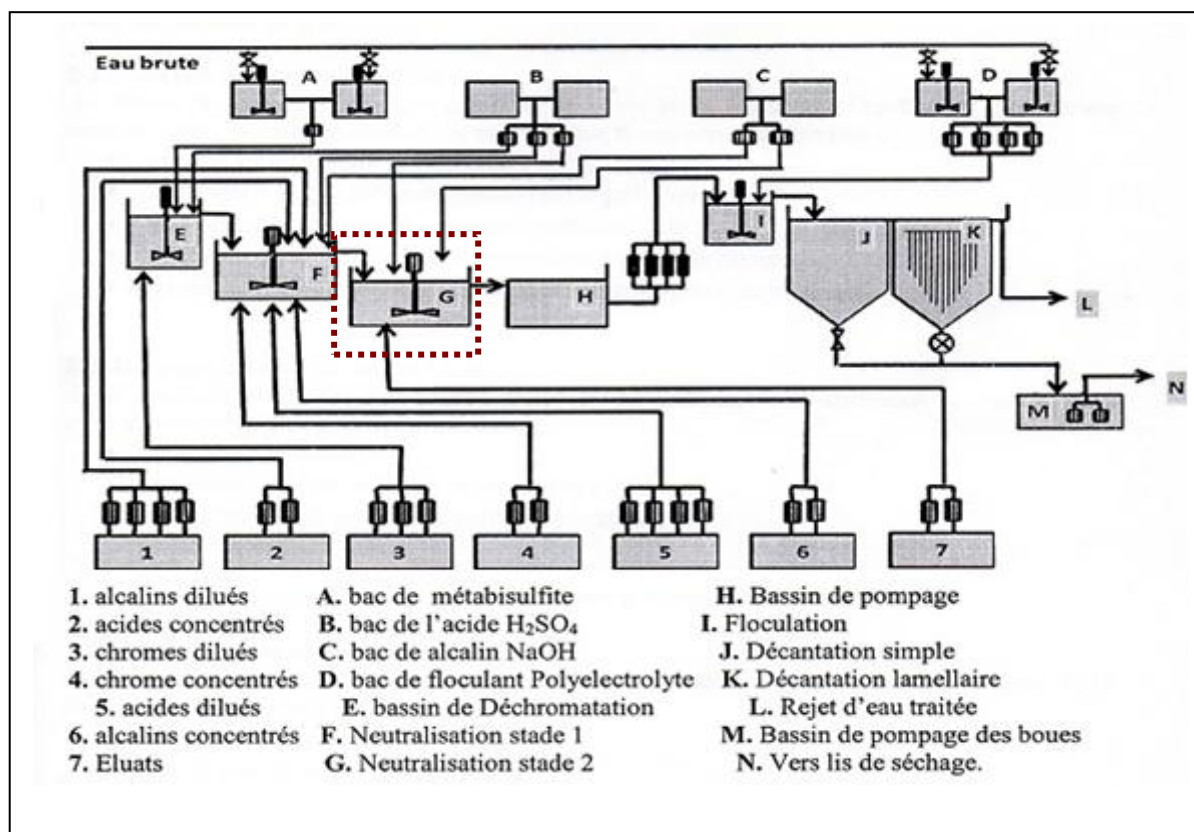 Eau brute
A
B
C
D
E
F
G
H
I
J
K
L
M
N
1
2
3
4
5
6
7
1. alcalins dilués A. bac de métabisulfite H. Bassin de pompage
2. acides concentrés B. bac de l'acide H₂SO₄ I. Floculation
3. chromes dilués C. bac de alcalin NaOH J. Décantation simple
4. chrome concentrés D. bac de floculant Polyelectrolyte K. Décantation lamellaire
5. acides dilués E. bassin de Déchromatation L. Rejet d'eau traitée
6. alcalins concentrés F. Neutralisation stade 1 M. Bassin de pompage des boues
7. Eluats G. Neutralisation stade 2 N. Vers lis de séchage.